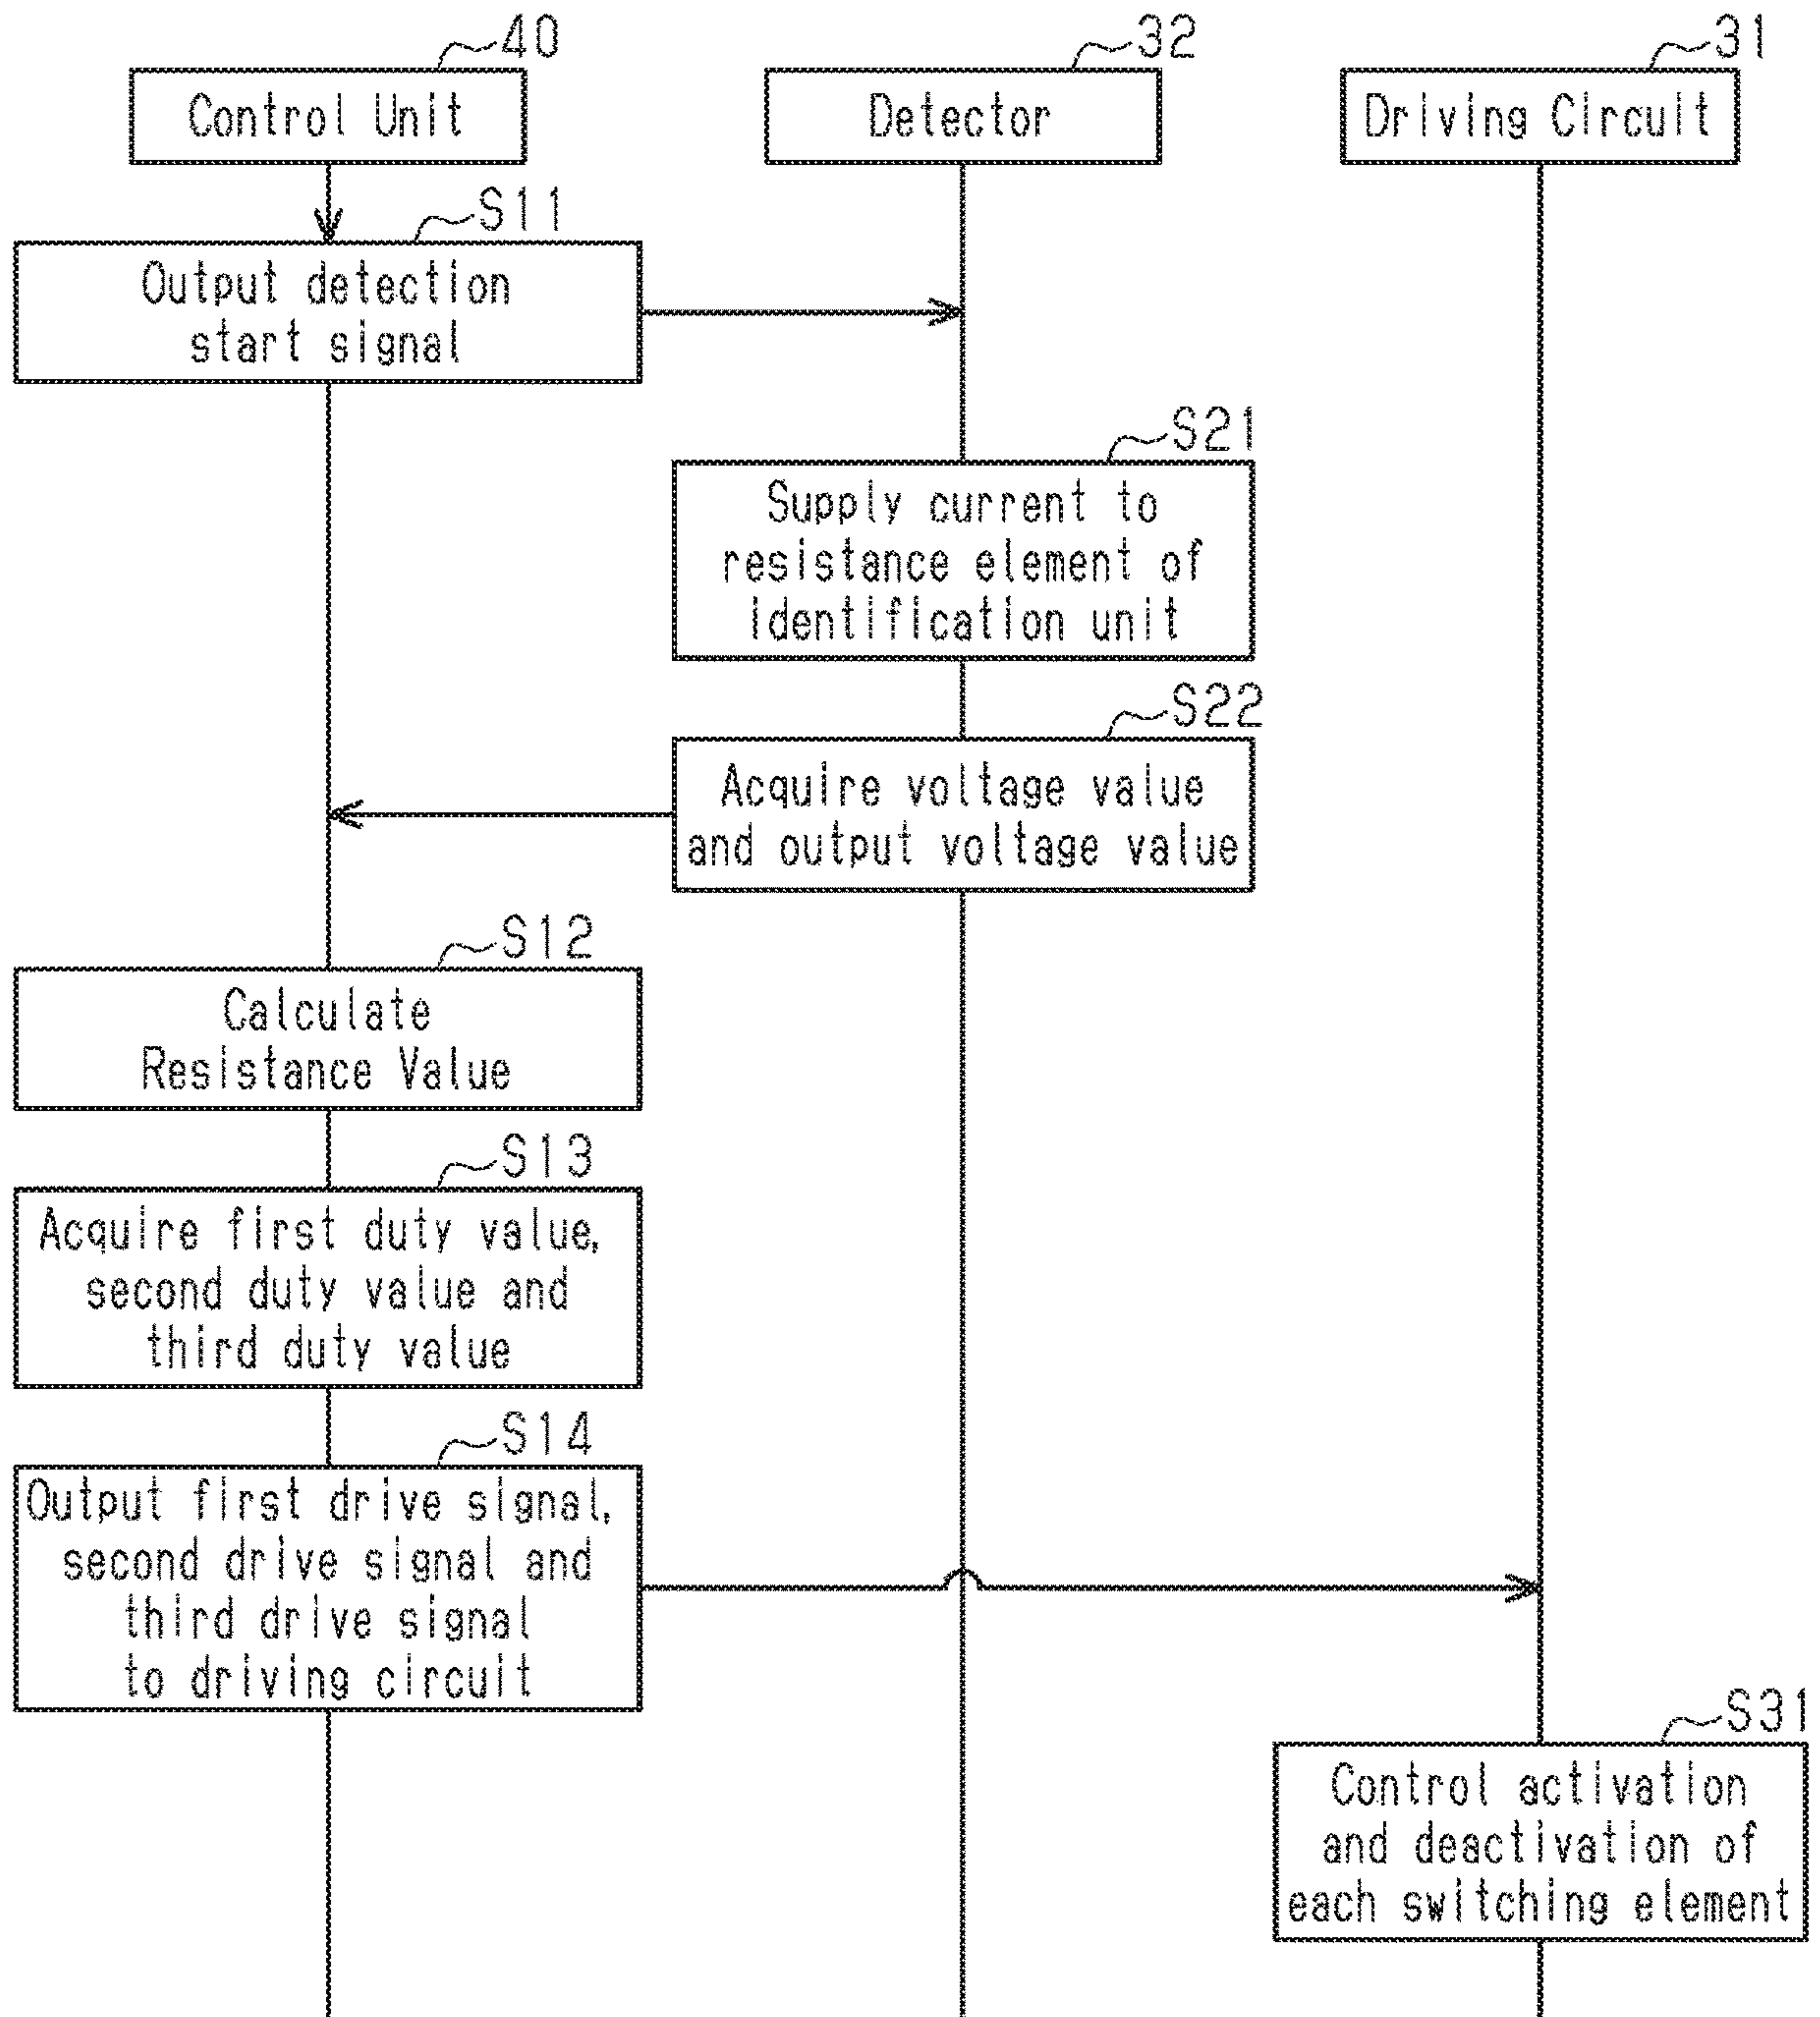 40
Control Unit
32
Detector
31
Driving Circuit
S11
Output detection
start signal
S21
Supply current to
resistance element of
identification unit
S22
Acquire voltage value
and output voltage value
S12
Calculate
Resistance Value
S13
Acquire first duty value,
second duty value and
third duty value
S14
Output first drive signal,
second drive signal and
third drive signal
to driving circuit
S31
Control activation
and deactivation of
each switching element